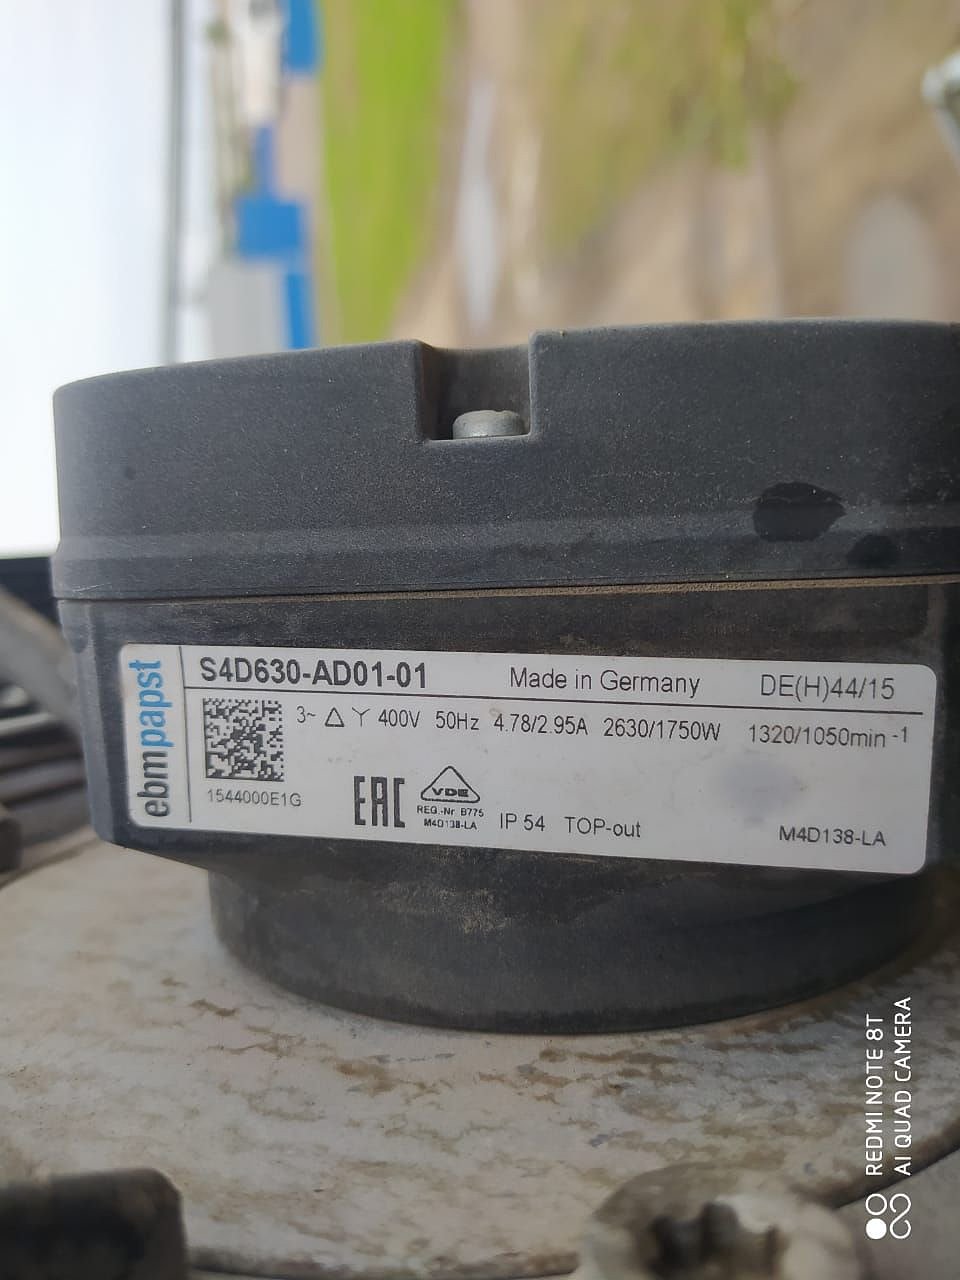 ebmpapst
S4D630-AD01-01 Made in Germany DE(H)44/15
3~ △ Y 400V 50Hz 4.78/2.95A 2630/1750W 1320/1050min -1
1544000E1G
EAC
VDE
REG.-Nr B775
M4D138-LA
IP 54 TOP-out
M4D138-LA
REDMI NOTE 8T
AI QUAD CAMERA